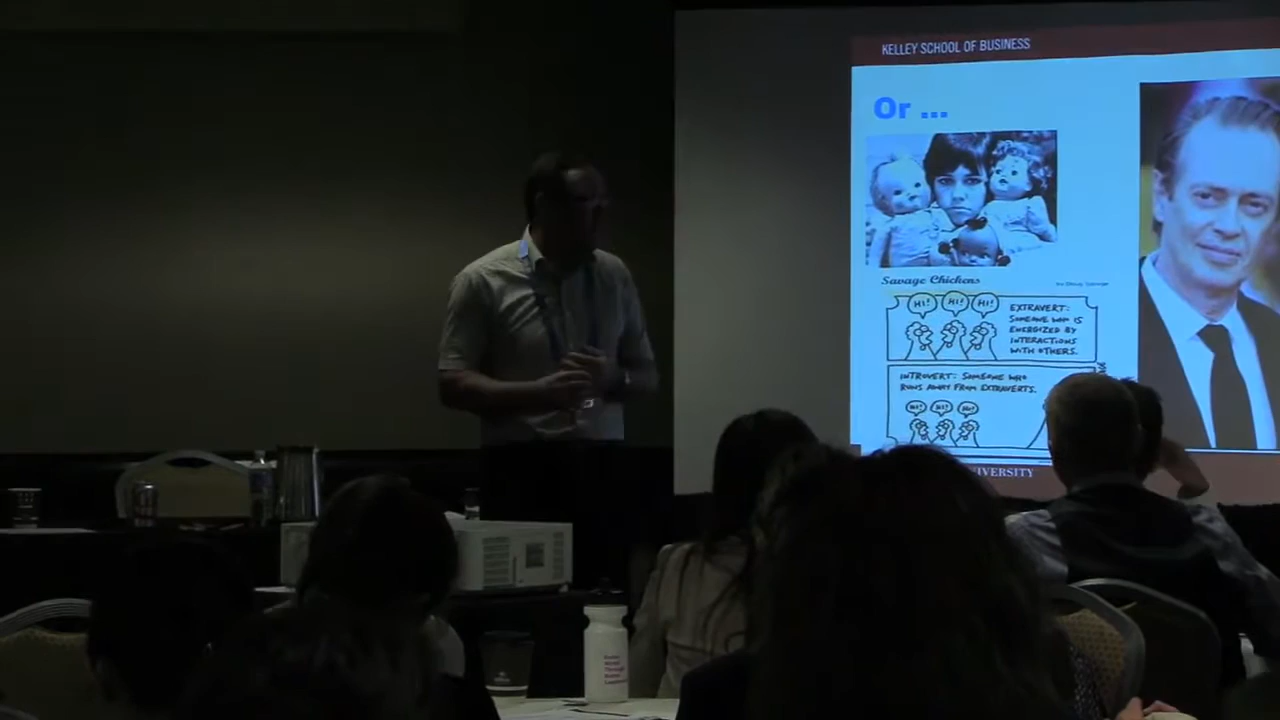 KELLEY SCHOOL OF BUSINESS
Or ...
Savage Chickens
HI! HI! HI!
EXTRAVERT:
SOMEONE WHO IS
ENERGIZED BY
INTERACTIONS
WITH OTHERS.
INTROVERT: SOMEONE WHO
RUNS AWAY FROM EXTRAVERTS.
HI! HI! HI!
IVERSITY